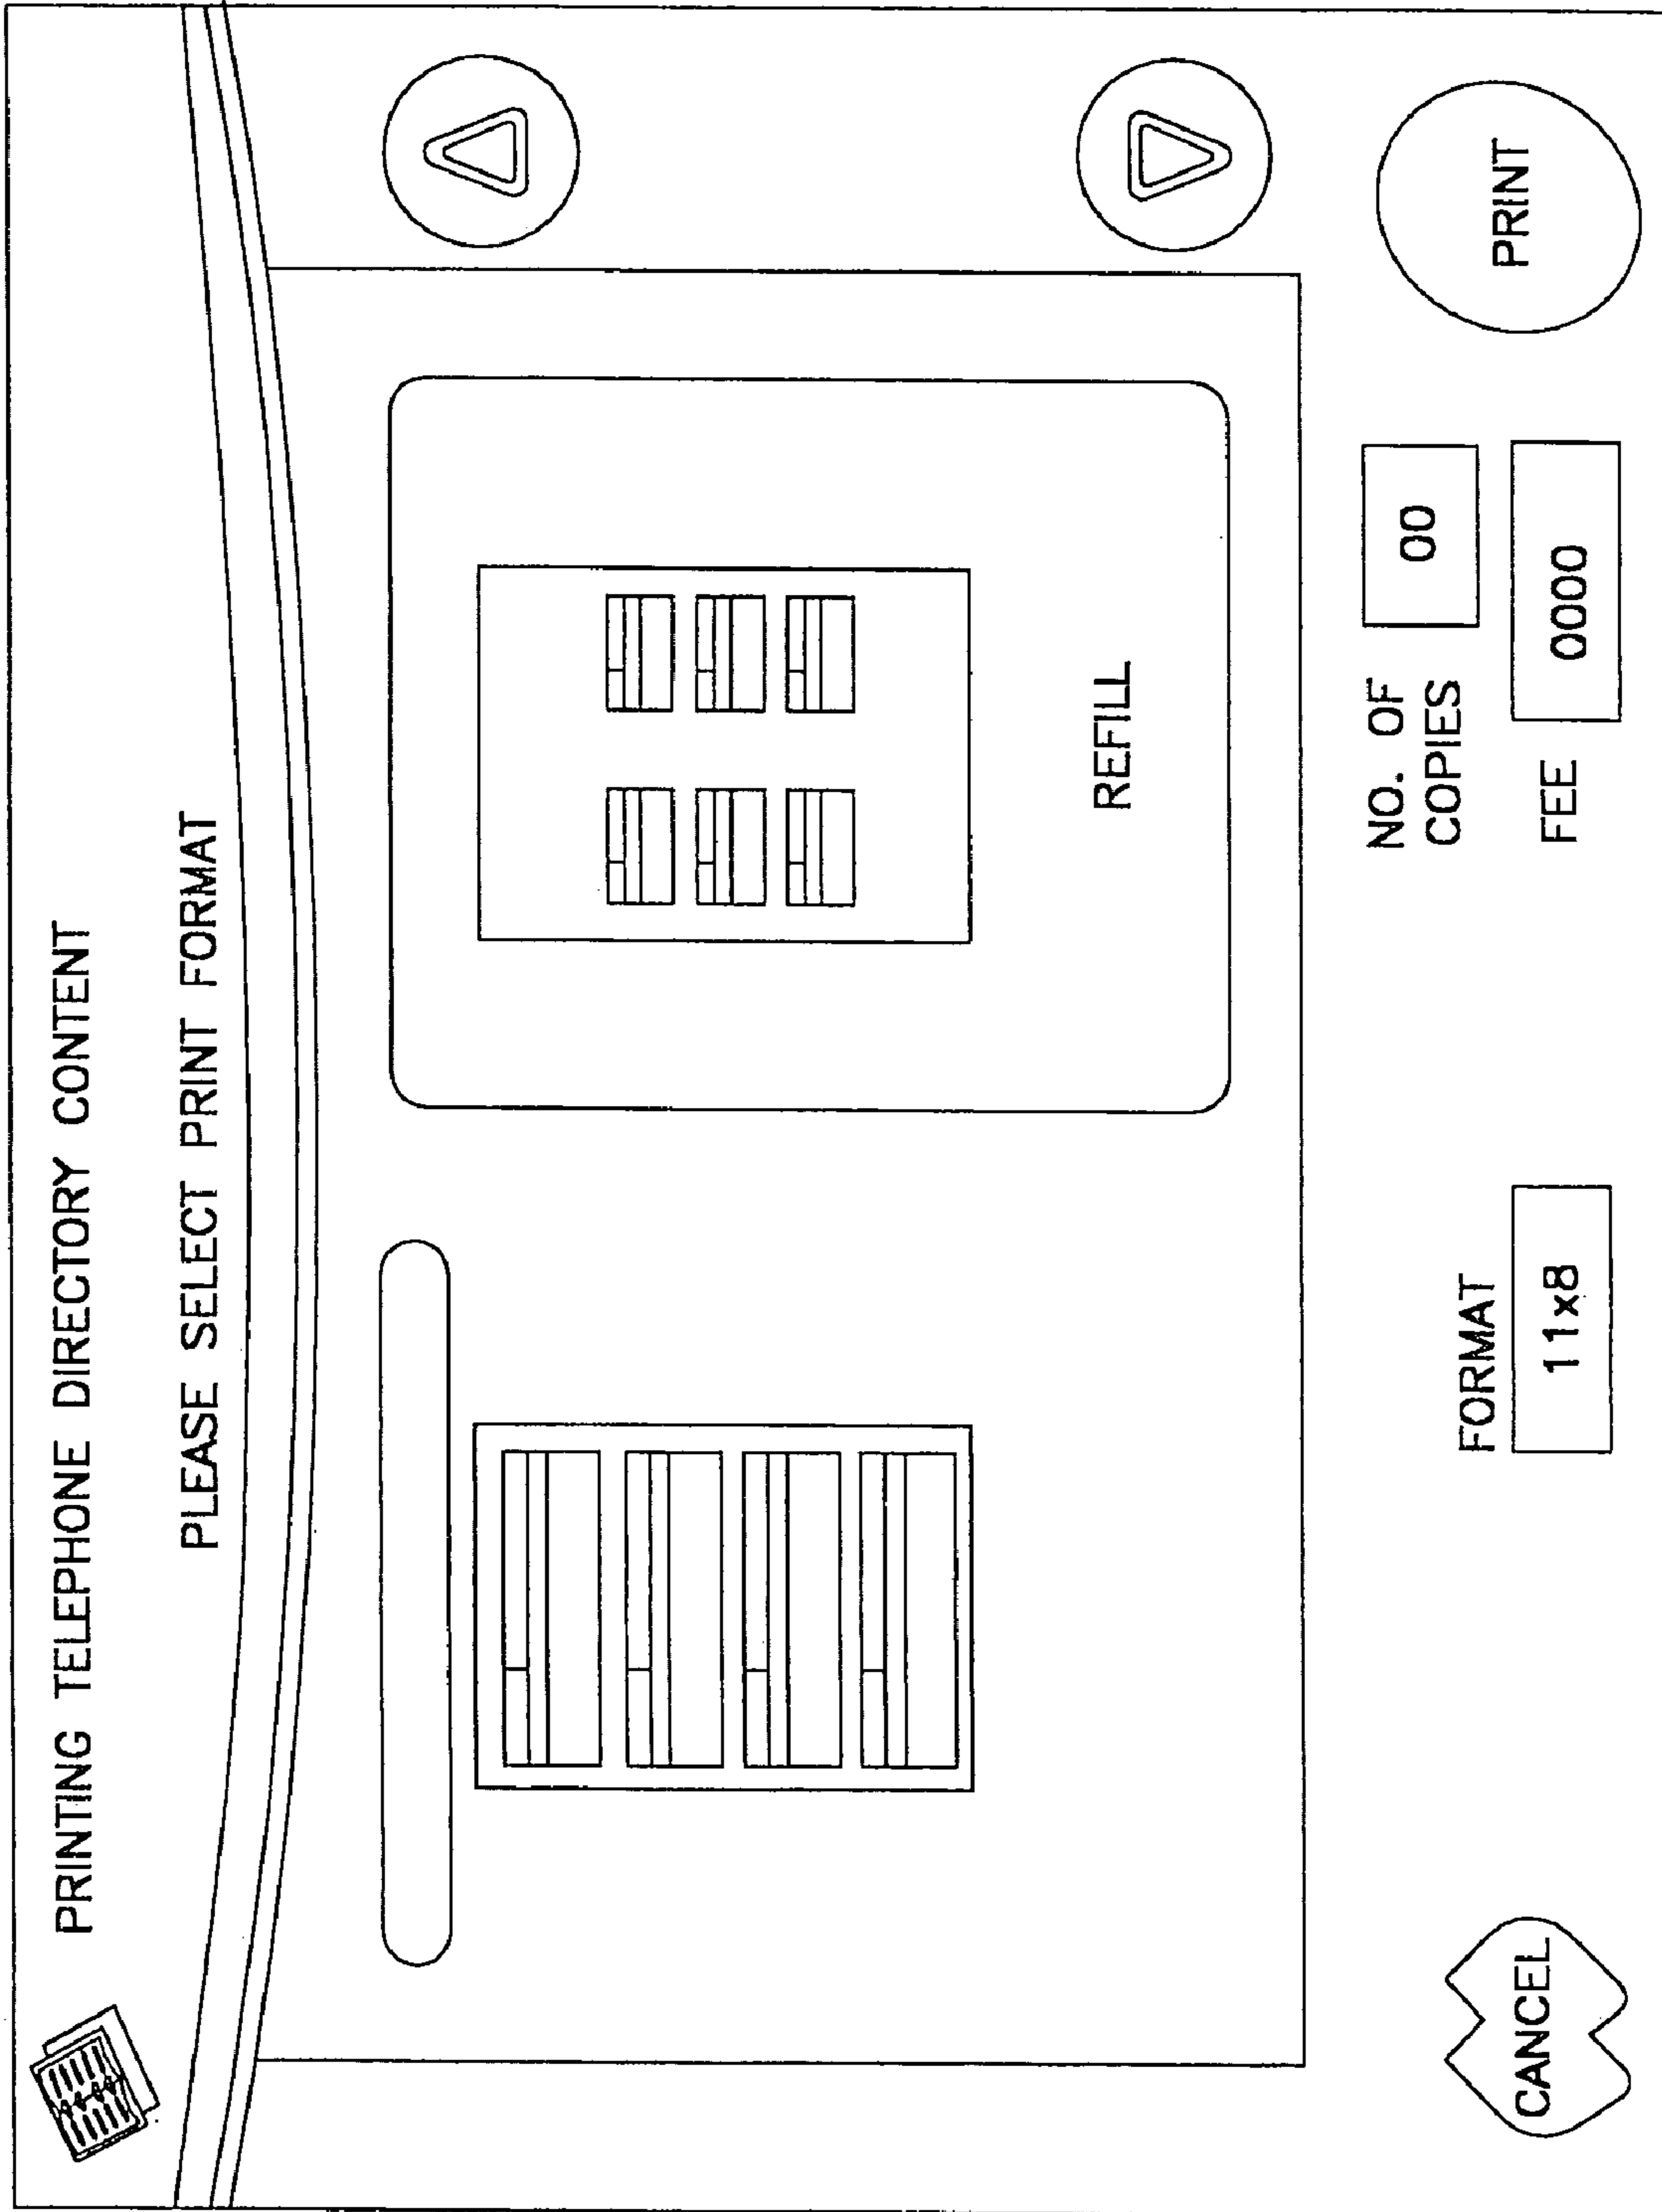 PRINTING TELEPHONE DIRECTORY CONTENT
PLEASE SELECT PRINT FORMAT
REFILL
CANCEL
FORMAT
11x8
NO. OF
COPIES
00
FEE
0000
PRINT